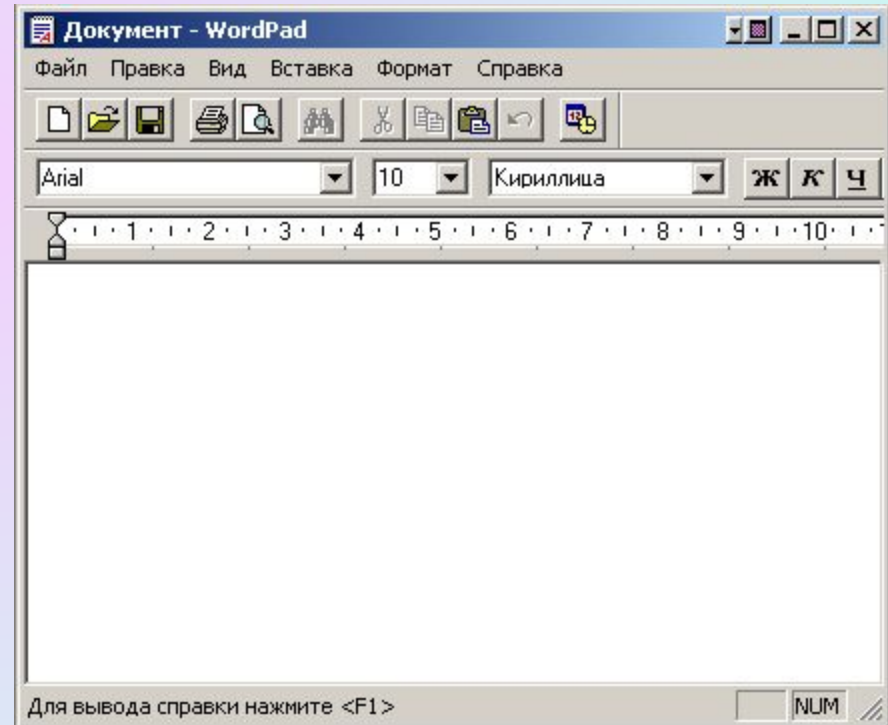 Документ - WordPad
Файл Правка Вид Вставка Формат Справка
Arial 10 Кириллица Ж К Ч
1 2 3 4 5 6 7 8 9 10
Для вывода справки нажмите <F1> NUM